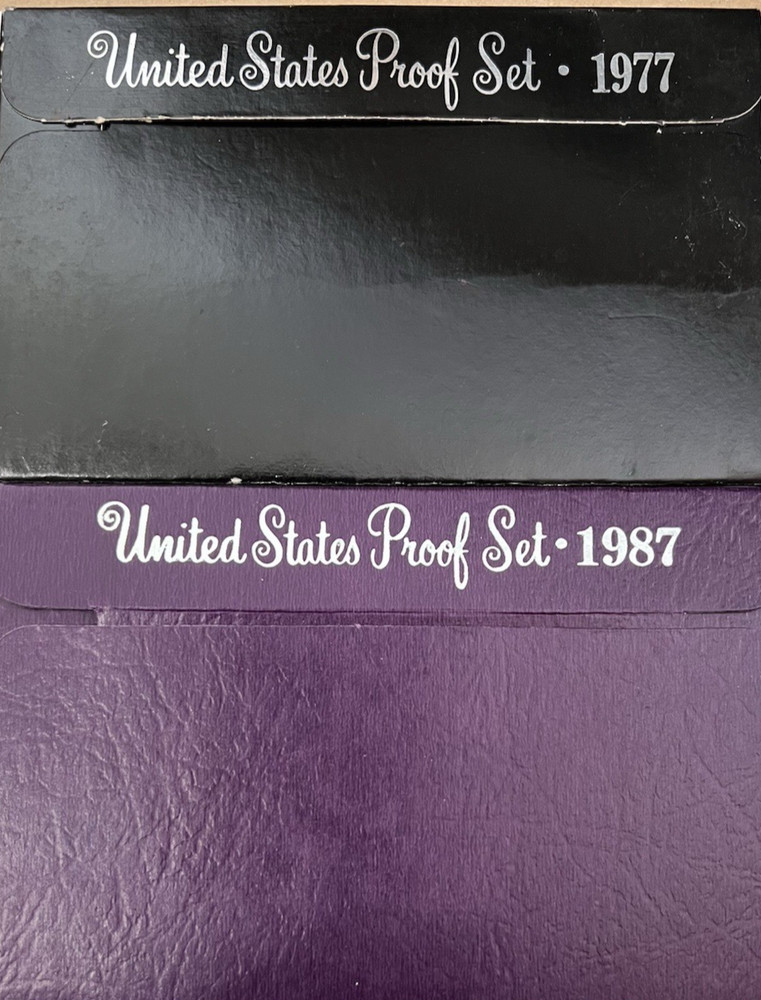 United States Proof Set · 1977
United States Proof Set · 1987